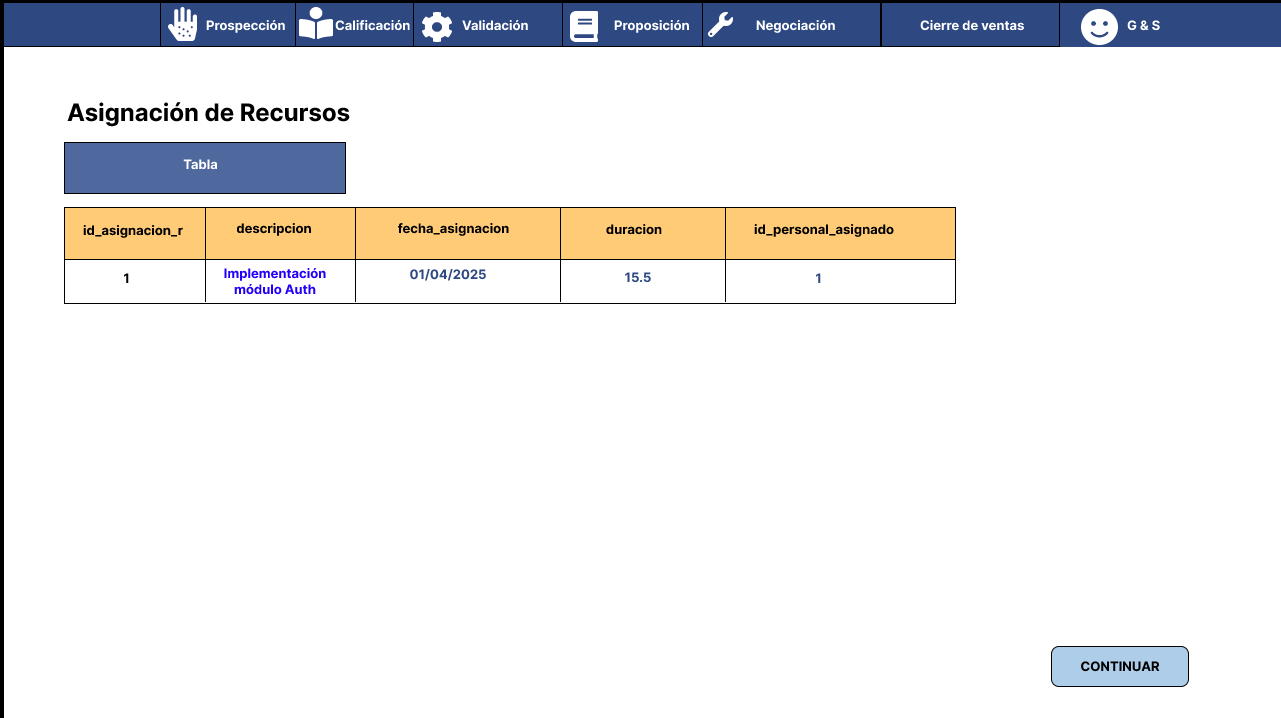 Prospección Calificación Validación Proposición Negociación Cierre de ventas G & S
Asignación de Recursos
Tabla
id_asignacion_r descripcion fecha_asignacion duracion id_personal_asignado
1 Implementación 01/04/2025 15.5 1
módulo Auth
CONTINUAR